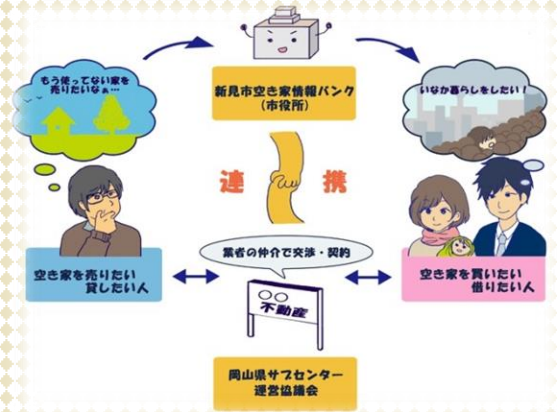 もう使ってない家を
売りたいなぁ…
新見市空き家情報バンク
(市役所)
いなか暮らしをしたい！
連 携
業者の仲介で交渉・契約
空き家を売りたい
貸したい人
空き家を買いたい
借りたい人
○○
不動産
岡山県サブセンター
運営協議会